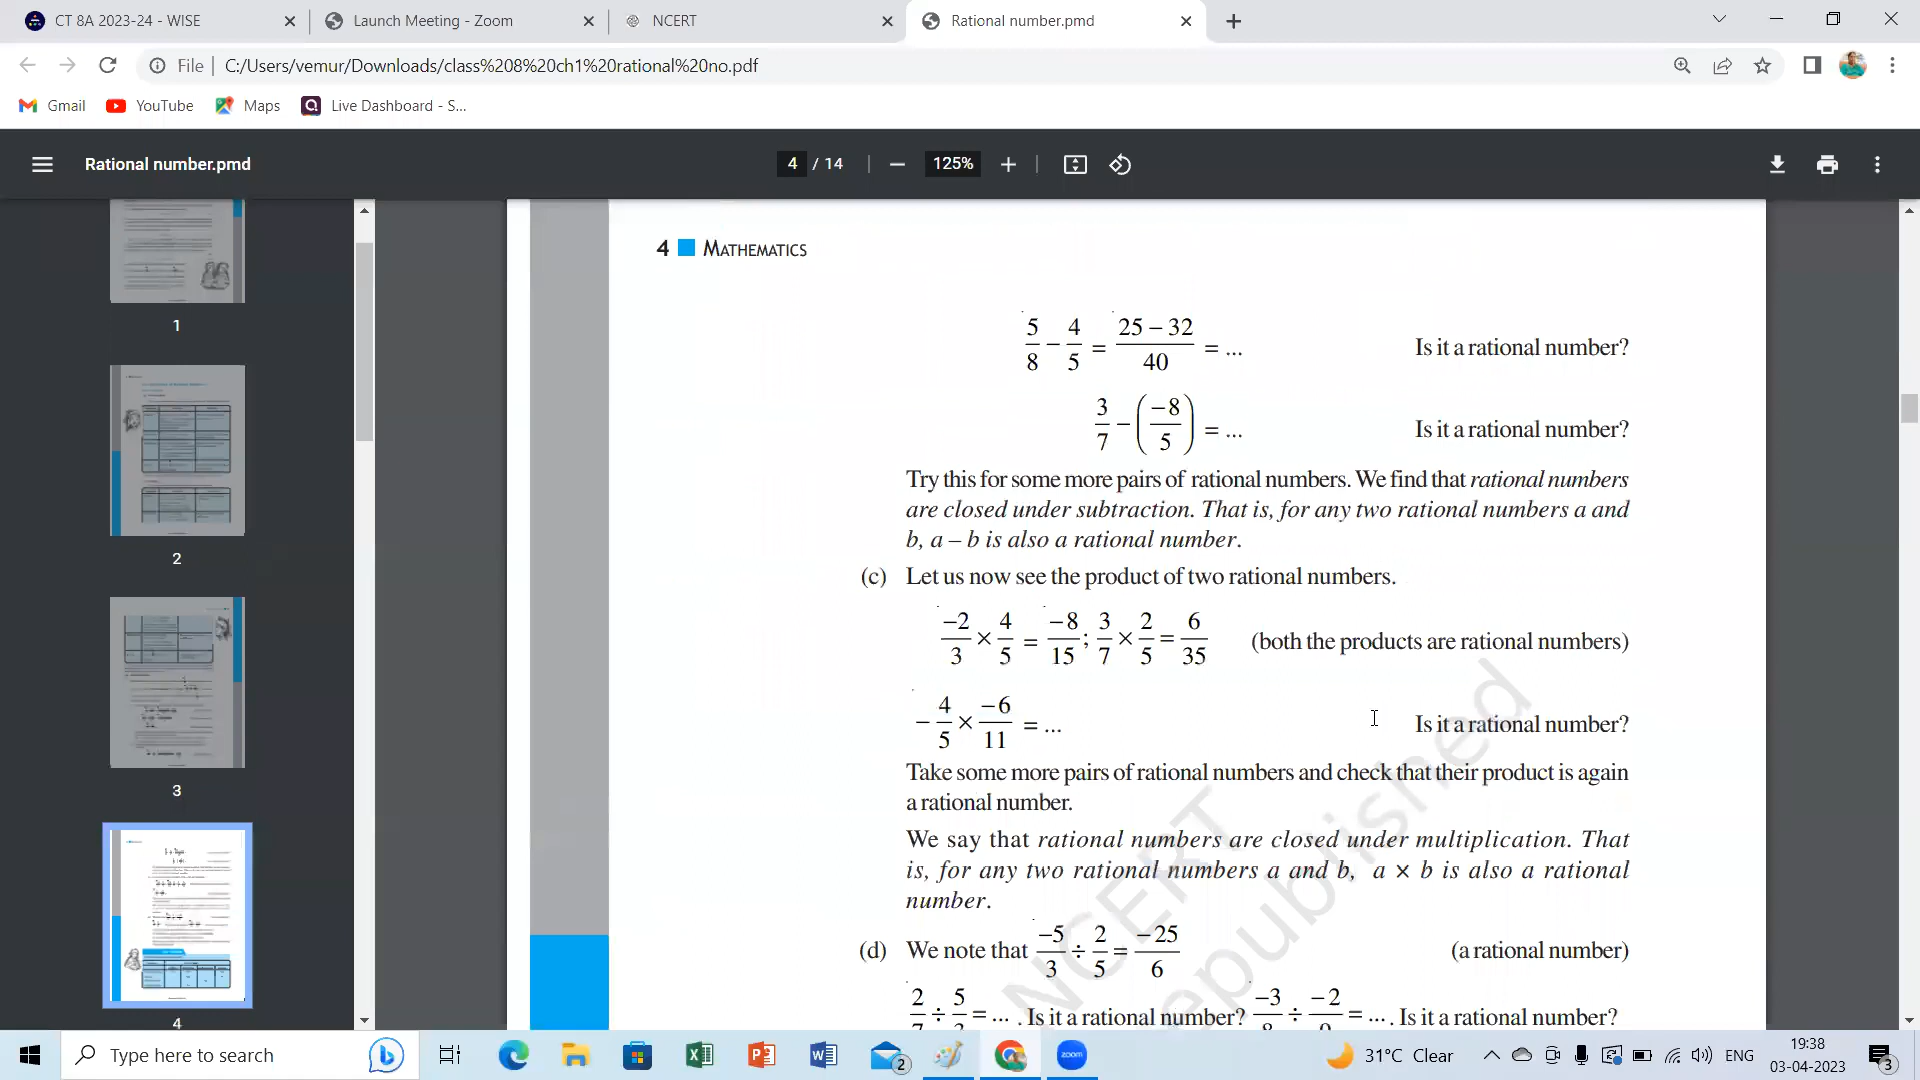 CT 8A 2023-24 - WISE
Launch Meeting - Zoom
NCERT
Rational number.pmd
File | C:/Users/vemur/Downloads/class%208%20ch1%20rational%20no.pdf
Gmail YouTube Maps Live Dashboard - S...
Rational number.pmd
4 / 14
125%
1
2
3
4
4 MATHEMATICS
5/8 − 4/5 = (25 – 32)/40 = ... Is it a rational number?
3/7 − (−8/5) = ... Is it a rational number?
Try this for some more pairs of rational numbers. We find that rational numbers
are closed under subtraction. That is, for any two rational numbers a and
b, a – b is also a rational number.
(c) Let us now see the product of two rational numbers.
−2/3 × 4/5 = −8/15; 3/7 × 2/5 = 6/35 (both the products are rational numbers)
− 4/5 × −6/11 = ... Is it a rational number?
Take some more pairs of rational numbers and check that their product is again
a rational number.
We say that rational numbers are closed under multiplication. That
is, for any two rational numbers a and b, a × b is also a rational
number.
(d) We note that −5/3 ÷ 2/5 = −25/6 (a rational number)
= ... . Is it a rational number? = ... . Is it a rational number?
NCERT
republished
Type here to search
2
zoom
31°C Clear
ENG
19:38
03-04-2023
3